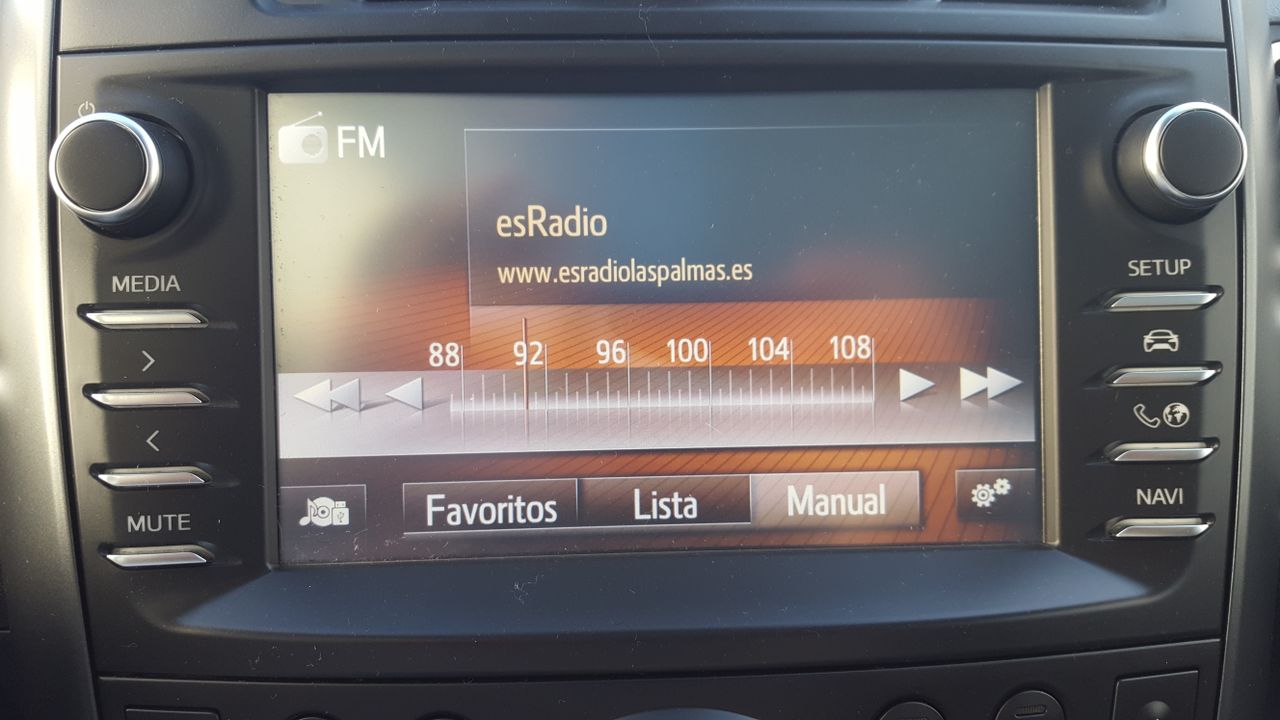 FM
esRadio
www.esradiolaspalmas.es
88 92 96 100 104 108
Favoritos Lista Manual
MEDIA
MUTE
SETUP
NAVI